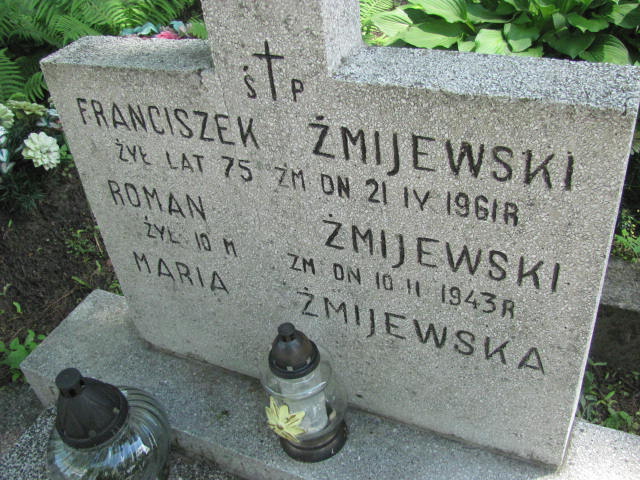 Ś P
FRANCISZEK ŻMIJEWSKI
ŻYŁ LAT 75 ZM DN 21 IV 1961R
ROMAN ŻMIJEWSKI
ŻYŁ 10 M ZM DN 10 II 1943R
MARIA ŻMIJEWSKA